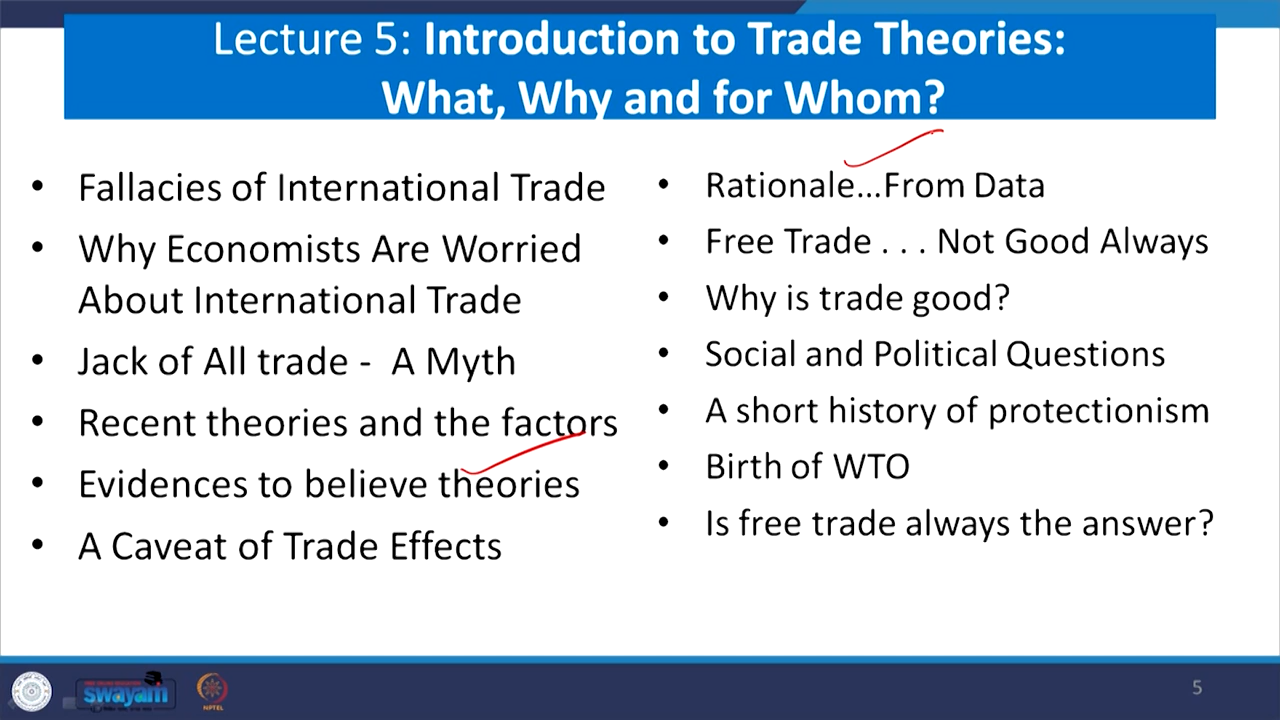 Lecture 5: Introduction to Trade Theories:
What, Why and for Whom?
• Fallacies of International Trade
• Why Economists Are Worried
About International Trade
• Jack of All trade - A Myth
• Recent theories and the factors
• Evidences to believe theories
• A Caveat of Trade Effects
• Rationale...From Data
• Free Trade . . . Not Good Always
• Why is trade good?
• Social and Political Questions
• A short history of protectionism
• Birth of WTO
• Is free trade always the answer?
swayam
NPTEL
5